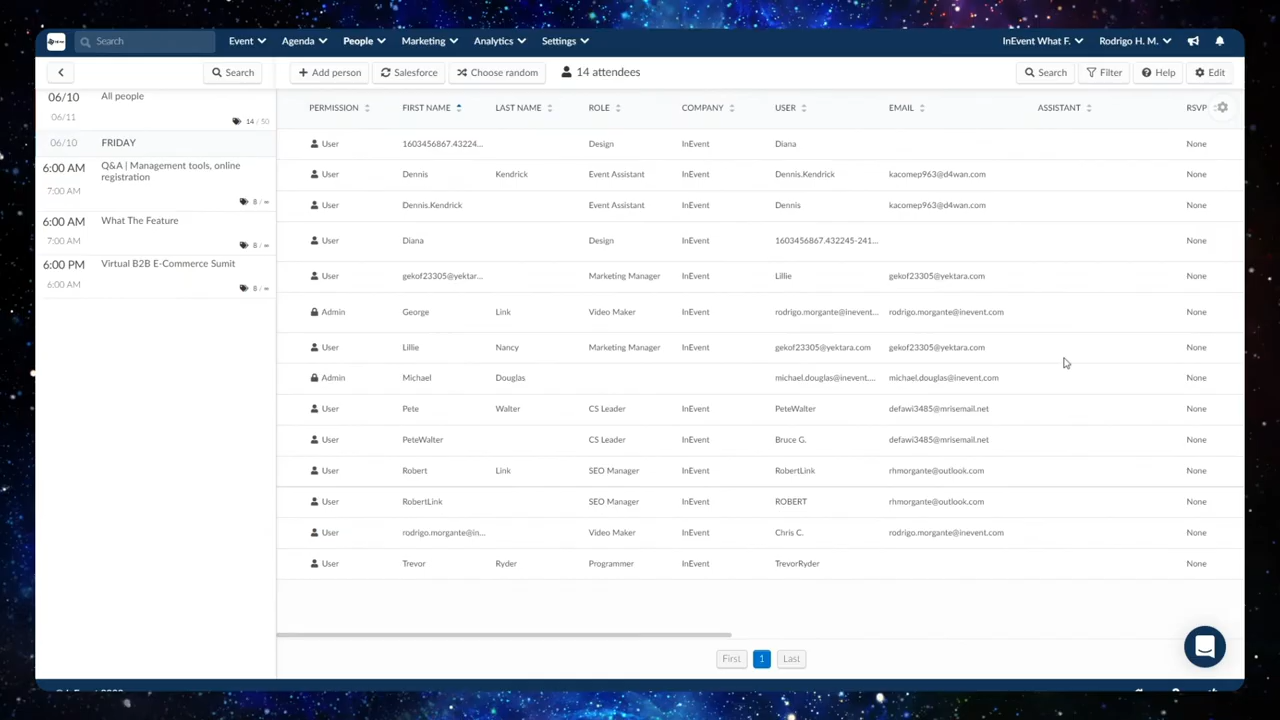 Search
Event
Agenda
People
Marketing
Analytics
Settings
InEvent What F.
Rodrigo H. M.
Search
Add person
Salesforce
Choose random
14 attendees
Search
Filter
Help
Edit
06/10 All people
06/11
14 / 50
06/10 FRIDAY
6:00 AM Q&A | Management tools, online
registration
7:00 AM
8 / ∞
6:00 AM What The Feature
7:00 AM
8 / ∞
6:00 PM Virtual B2B E-Commerce Sumit
6:00 AM
8 / ∞
PERMISSION FIRST NAME LAST NAME ROLE COMPANY USER EMAIL ASSISTANT RSVP
User 1603456867.43224... Design InEvent Diana None
User Dennis Kendrick Event Assistant InEvent Dennis.Kendrick kacomep963@d4wan.com None
User Dennis.Kendrick Event Assistant InEvent Dennis kacomep963@d4wan.com None
User Diana Design InEvent 1603456867.432245-241... None
User gekof23305@yektar... Marketing Manager InEvent Lillie gekof23305@yektara.com None
Admin George Link Video Maker InEvent rodrigo.morgante@inevent... rodrigo.morgante@inevent.com None
User Lillie Nancy Marketing Manager InEvent gekof23305@yektara.com gekof23305@yektara.com None
Admin Michael Douglas michael.douglas@inevent.... michael.douglas@inevent.com None
User Pete Walter CS Leader InEvent PeteWalter defawi3485@mrisemail.net None
User PeteWalter CS Leader InEvent Bruce G. defawi3485@mrisemail.net None
User Robert Link SEO Manager InEvent RobertLink rhmorgante@outlook.com None
User RobertLink SEO Manager InEvent ROBERT rhmorgante@outlook.com None
User rodrigo.morgante@in... Video Maker InEvent Chris C. rodrigo.morgante@inevent.com None
User Trevor Ryder Programmer InEvent TrevorRyder None
First 1 Last